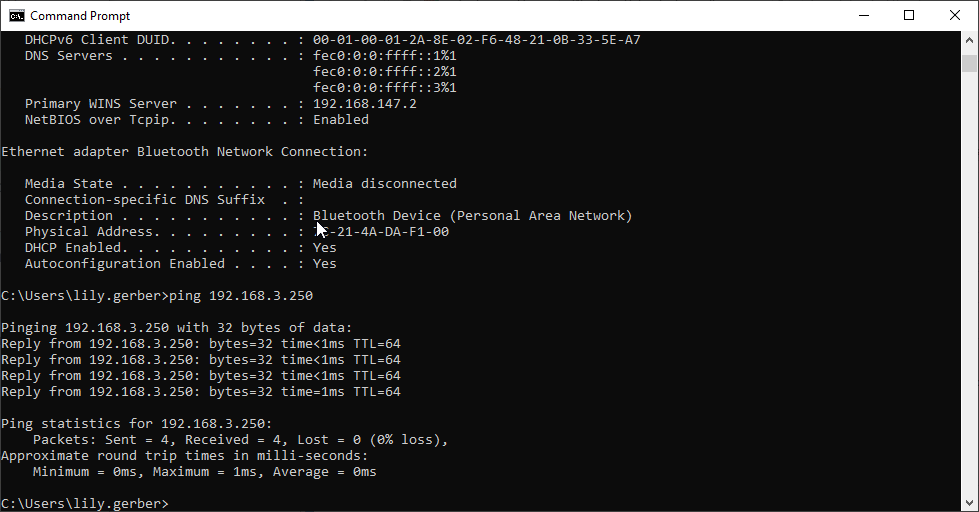 Command Prompt
DHCPv6 Client DUID. . . . . . . . : 00-01-00-01-2A-8E-02-F6-48-21-0B-33-5E-A7
DNS Servers . . . . . . . . . . . : fec0:0:0:ffff::1%1
fec0:0:0:ffff::2%1
fec0:0:0:ffff::3%1
Primary WINS Server . . . . . . . : 192.168.147.2
NetBIOS over Tcpip. . . . . . . . : Enabled
Ethernet adapter Bluetooth Network Connection:
Media State . . . . . . . . . . . : Media disconnected
Connection-specific DNS Suffix . :
Description . . . . . . . . . . . : Bluetooth Device (Personal Area Network)
Physical Address. . . . . . . . . : -21-4A-DA-F1-00
DHCP Enabled. . . . . . . . . . . : Yes
Autoconfiguration Enabled . . . . : Yes
C:\Users\lily.gerber>ping 192.168.3.250
Pinging 192.168.3.250 with 32 bytes of data:
Reply from 192.168.3.250: bytes=32 time<1ms TTL=64
Reply from 192.168.3.250: bytes=32 time<1ms TTL=64
Reply from 192.168.3.250: bytes=32 time<1ms TTL=64
Reply from 192.168.3.250: bytes=32 time=1ms TTL=64
Ping statistics for 192.168.3.250:
Packets: Sent = 4, Received = 4, Lost = 0 (0% loss),
Approximate round trip times in milli-seconds:
Minimum = 0ms, Maximum = 1ms, Average = 0ms
C:\Users\lily.gerber>